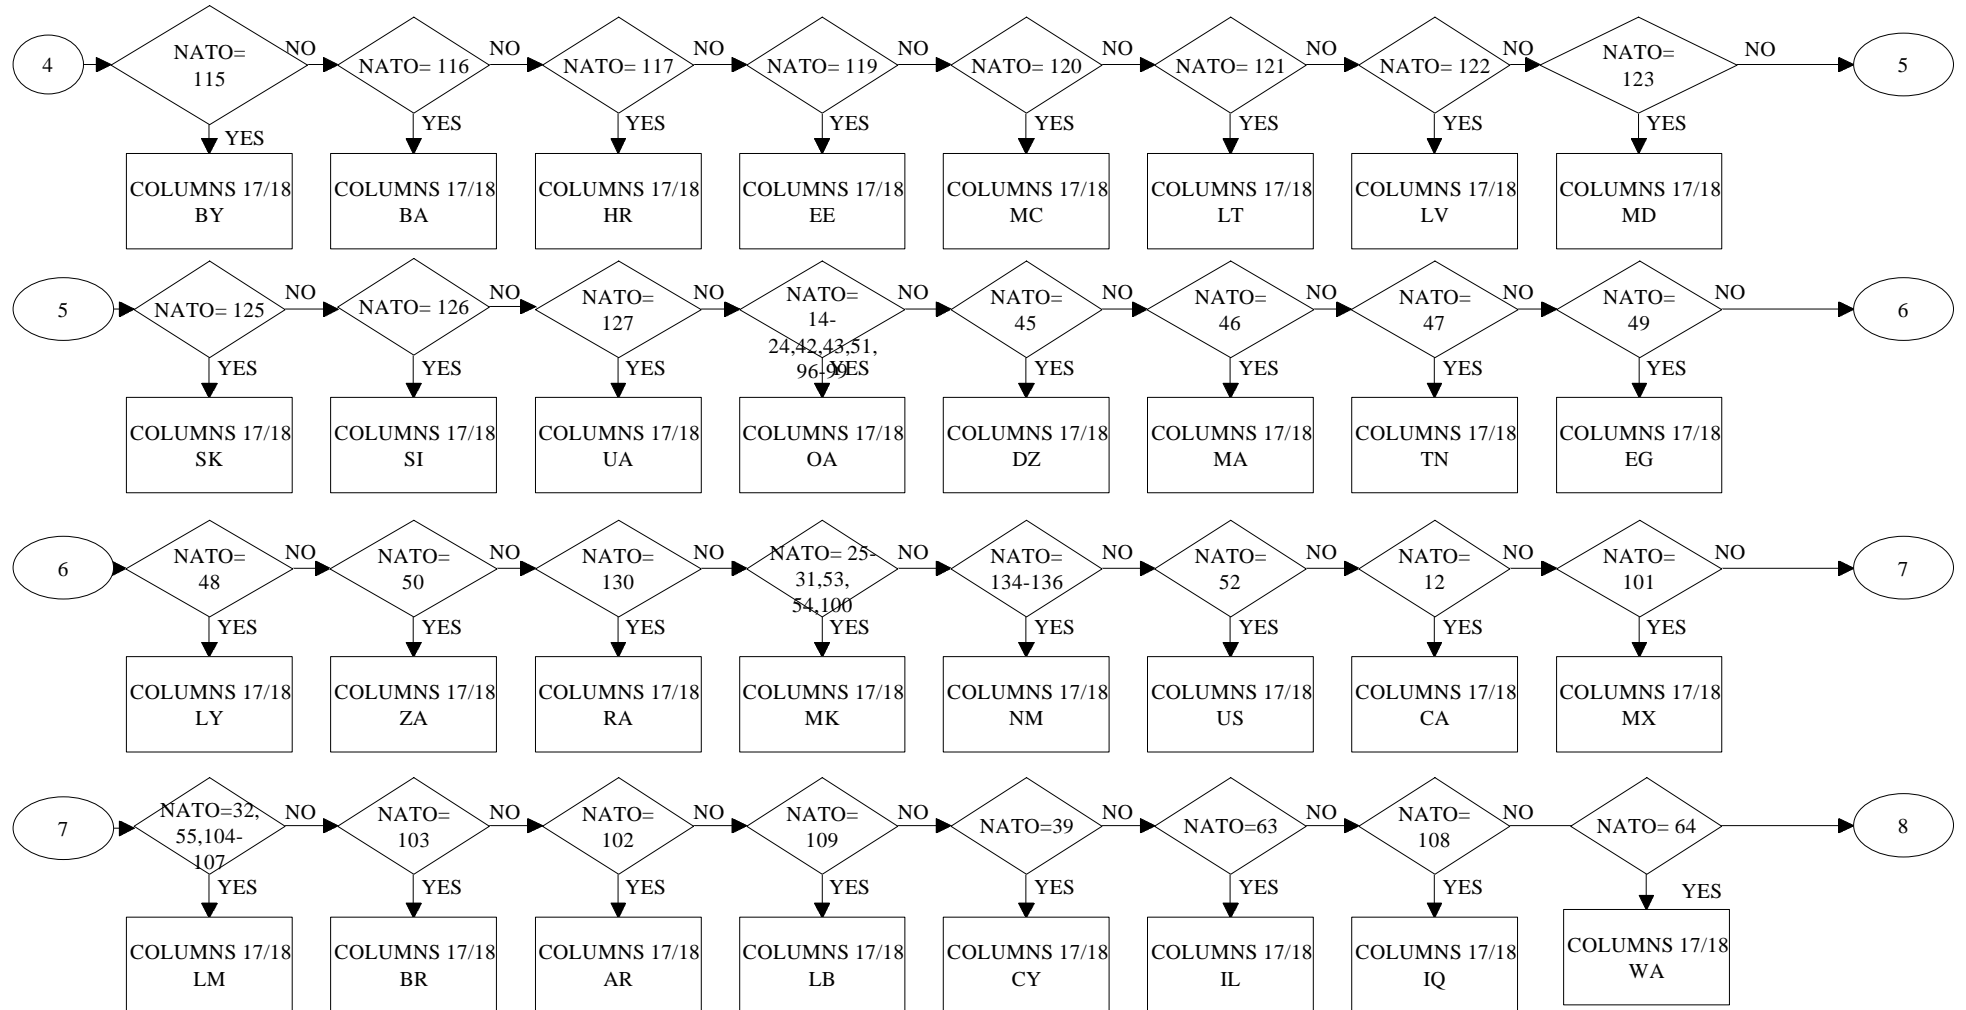 4
NATO=
115
NO
NATO= 116
NO
NATO= 117
NO
NATO= 119
NO
NATO= 120
NO
NATO= 121
NO
NATO= 122
NO
NATO=
123
NO
5
YES
YES
YES
YES
YES
YES
YES
YES
COLUMNS 17/18
BY
COLUMNS 17/18
BA
COLUMNS 17/18
HR
COLUMNS 17/18
EE
COLUMNS 17/18
MC
COLUMNS 17/18
LT
COLUMNS 17/18
LV
COLUMNS 17/18
MD
5
NATO= 125
NO
NATO= 126
NO
NATO=
127
NO
NATO=
14-
24,42,43,51,
96-99
NO
NATO=
45
NO
NATO=
46
NO
NATO=
47
NO
NATO=
49
NO
6
YES
YES
YES
YES
YES
YES
YES
YES
COLUMNS 17/18
SK
COLUMNS 17/18
SI
COLUMNS 17/18
UA
COLUMNS 17/18
OA
COLUMNS 17/18
DZ
COLUMNS 17/18
MA
COLUMNS 17/18
TN
COLUMNS 17/18
EG
6
NATO=
48
NO
NATO=
50
NO
NATO=
130
NO
NATO= 25-
31,53,
54,100
NO
NATO=
134-136
NO
NATO=
52
NO
NATO=
12
NO
NATO=
101
NO
7
YES
YES
YES
YES
YES
YES
YES
YES
COLUMNS 17/18
LY
COLUMNS 17/18
ZA
COLUMNS 17/18
RA
COLUMNS 17/18
MK
COLUMNS 17/18
NM
COLUMNS 17/18
US
COLUMNS 17/18
CA
COLUMNS 17/18
MX
7
NATO=32,
55,104-
107
NO
NATO=
103
NO
NATO=
102
NO
NATO=
109
NO
NATO=39
NO
NATO=63
NO
NATO=
108
NO
NATO= 64
8
YES
YES
YES
YES
YES
YES
YES
YES
COLUMNS 17/18
LM
COLUMNS 17/18
BR
COLUMNS 17/18
AR
COLUMNS 17/18
LB
COLUMNS 17/18
CY
COLUMNS 17/18
IL
COLUMNS 17/18
IQ
COLUMNS 17/18
WA